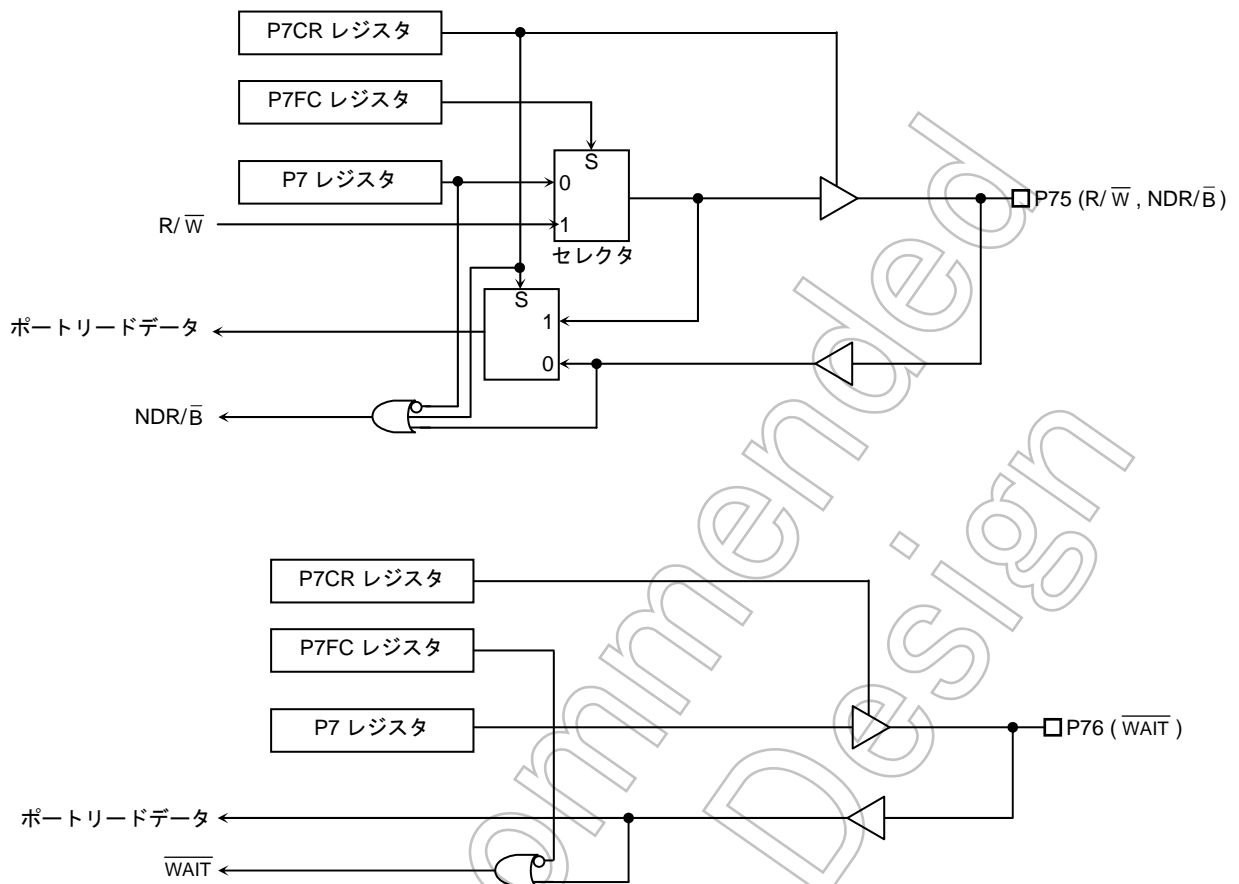 P7CR レジスタ
P7FC レジスタ
S
P7 レジスタ
0
P75 (R/W̅ , NDR/B̅)
R/W̅
1
セレクタ
S
ポートリードデータ
1
0
NDR/B̅
P7CR レジスタ
P7FC レジスタ
P7 レジスタ
P76 (W̅A̅I̅T̅)
ポートリードデータ
W̅A̅I̅T̅
ommended
Design